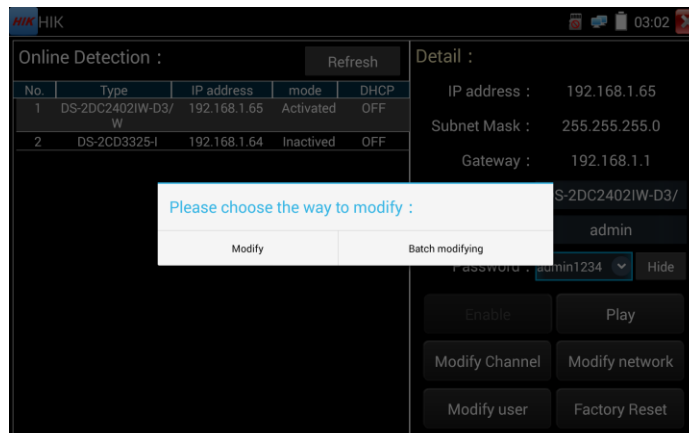 HIK HIK 03:02
Online Detection : Refresh
No. Type IP address mode DHCP
1 DS-2DC2402IW-D3/ 192.168.1.65 Activated OFF
W
2 DS-2CD3325-I 192.168.1.64 Inactived OFF
Please choose the way to modify :
Modify Batch modifying
Detail :
IP address : 192.168.1.65
Subnet Mask : 255.255.255.0
Gateway : 192.168.1.1
S-2DC2402IW-D3/
admin
Password : admin1234 Hide
Enable Play
Modify Channel Modify network
Modify user Factory Reset